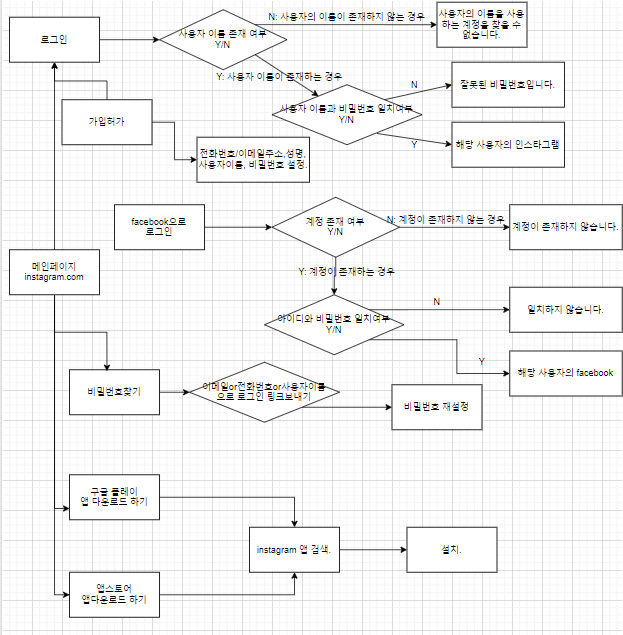 로그인
사용자 이름 존재 여부
Y/N
N: 사용자의 이름이 존재하지 않는 경우
사용자의 이름을 사용
하는 계정을 찾을 수
없습니다.
Y: 사용자 이름이 존재하는 경우
사용자 이름과 비밀번호 일치여부
Y/N
N
잘못된 비밀번호입니다.
Y
해당 사용자의 인스타그램
가입허가
전화번호/이메일주소,성명,
사용자이름, 비밀번호 설정.
facebook으로
로그인
계정 존재 여부
Y/N
N: 계정이 존재하지 않는 경우
계정이 존재하지 않습니다.
메인페이지
instagram.com
Y: 계정이 존재하는 경우
아이디와 비밀번호 일치여부
Y/N
N
일치하지 않습니다.
Y
해당 사용자의 facebook
비밀번호찾기
이메일or전화번호or사용자이름
으로 로그인 링크보내기
비밀번호 재설정
구글 플레이
앱 다운로드 하기
instagram 앱 검색.
설치.
앱스토어
앱다운로드 하기